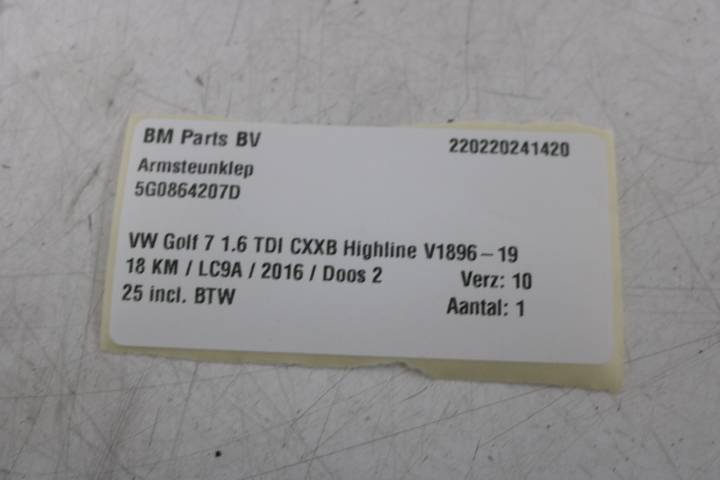 BM Parts BV 220220241420
Armsteunklep
5G0864207D
VW Golf 7 1.6 TDI CXXB Highline V1896-19
18 KM / LC9A / 2016 / Doos 2 Verz: 10
25 incl. BTW Aantal: 1